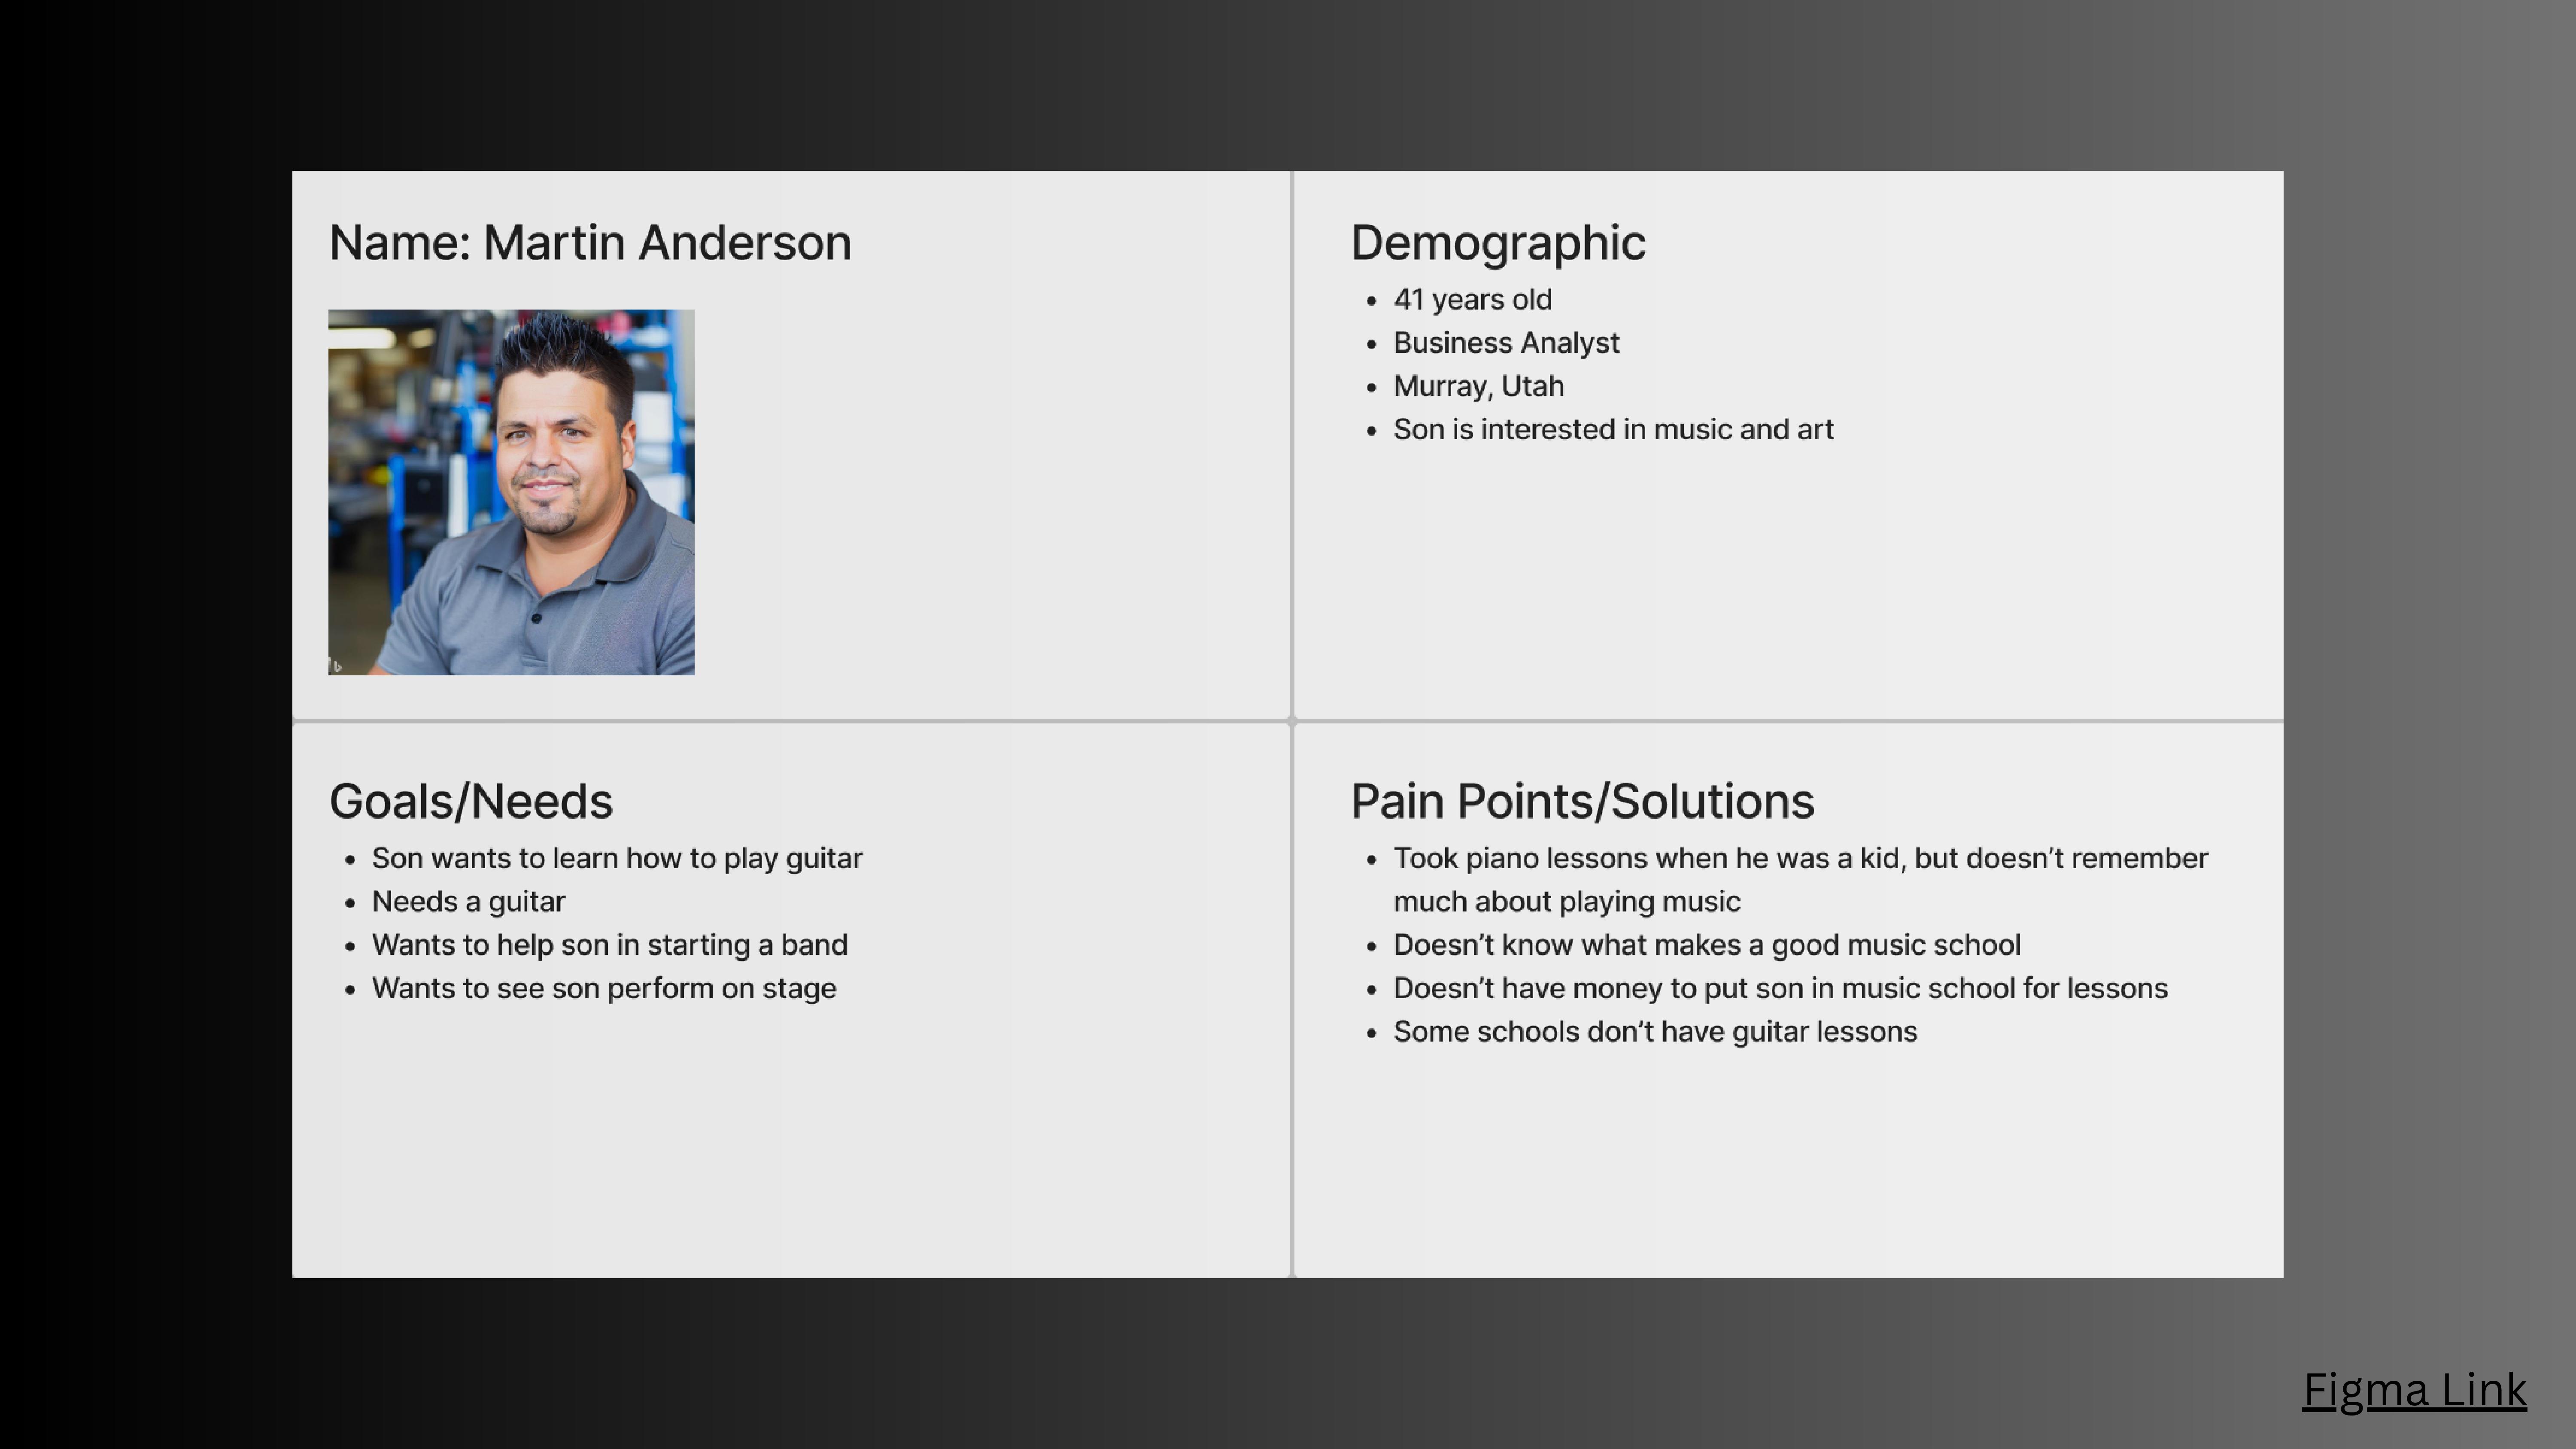 Name: Martin Anderson
Demographic
• 41 years old
• Business Analyst
• Murray, Utah
• Son is interested in music and art
Goals/Needs
• Son wants to learn how to play guitar
• Needs a guitar
• Wants to help son in starting a band
• Wants to see son perform on stage
Pain Points/Solutions
• Took piano lessons when he was a kid, but doesn’t remember
much about playing music
• Doesn’t know what makes a good music school
• Doesn’t have money to put son in music school for lessons
• Some schools don’t have guitar lessons
Figma Link